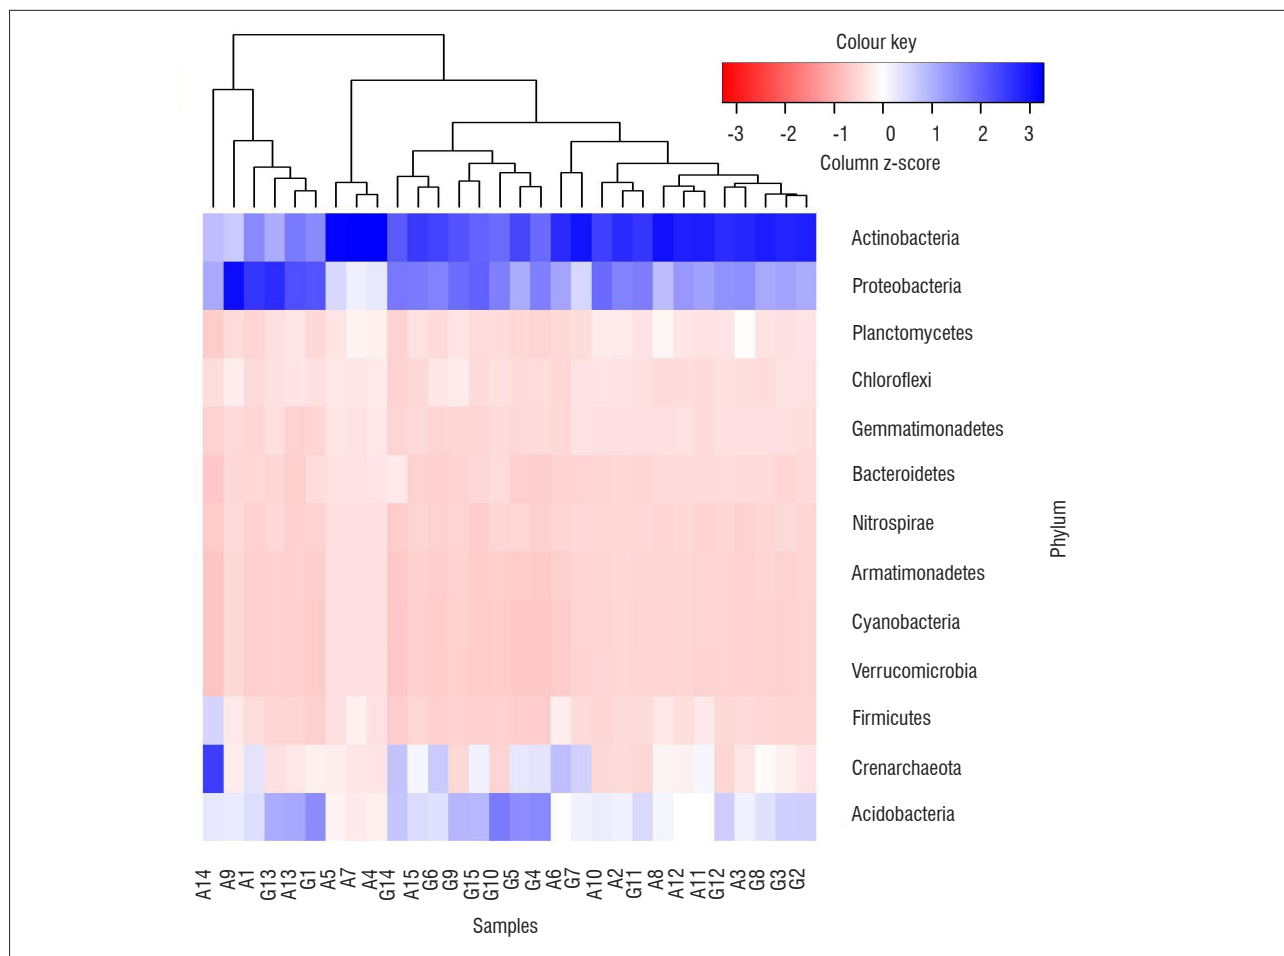 Colour key
-3 -2 -1 0 1 2 3
Column z-score
Actinobacteria
Proteobacteria
Planctomycetes
Chloroflexi
Gemmatimonadetes
Bacteroidetes
Nitrospirae
Armatimonadetes
Cyanobacteria
Verrucomicrobia
Firmicutes
Crenarchaeota
Acidobacteria
Phylum
A14 A9 A1 G13 A13 G1 A5 A7 A4 G14 A15 G6 G9 G15 G10 G5 G4 A6 G7 A10 A2 G11 A8 A12 A11 G12 A3 G8 G3 G2
Samples